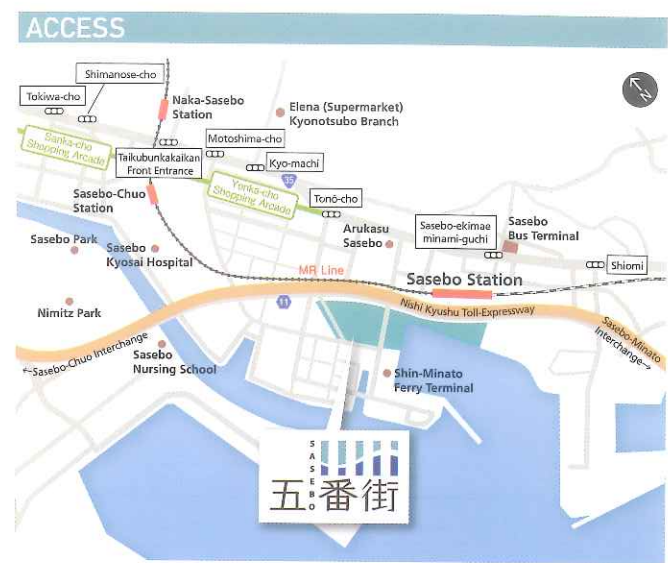 ACCESS
Shimanose-cho
Tokiwa-cho
Naka-Sasebo
Station
Elena (Supermarket)
Kyonotsubo Branch
N
Sanka-cho
Shopping Arcade
Motoshima-cho
Taikubunkakaikan
Front Entrance
Kyo-machi
35
Yonka-cho
Shopping Arcade
Sasebo-Chuo
Station
Tonō-cho
Arukasu
Sasebo
Sasebo-ekimae
minami-guchi
Sasebo
Bus Terminal
Sasebo Park
Sasebo
Kyosai Hospital
Shiomi
MR Line
Sasebo Station
Nimitz Park
11
Nishi Kyushu Toll-Expressway
Sasebo-Minato
Interchange→
←Sasebo-Chuo Interchange
Sasebo
Nursing School
Shin-Minato
Ferry Terminal
SASEBO
五番街